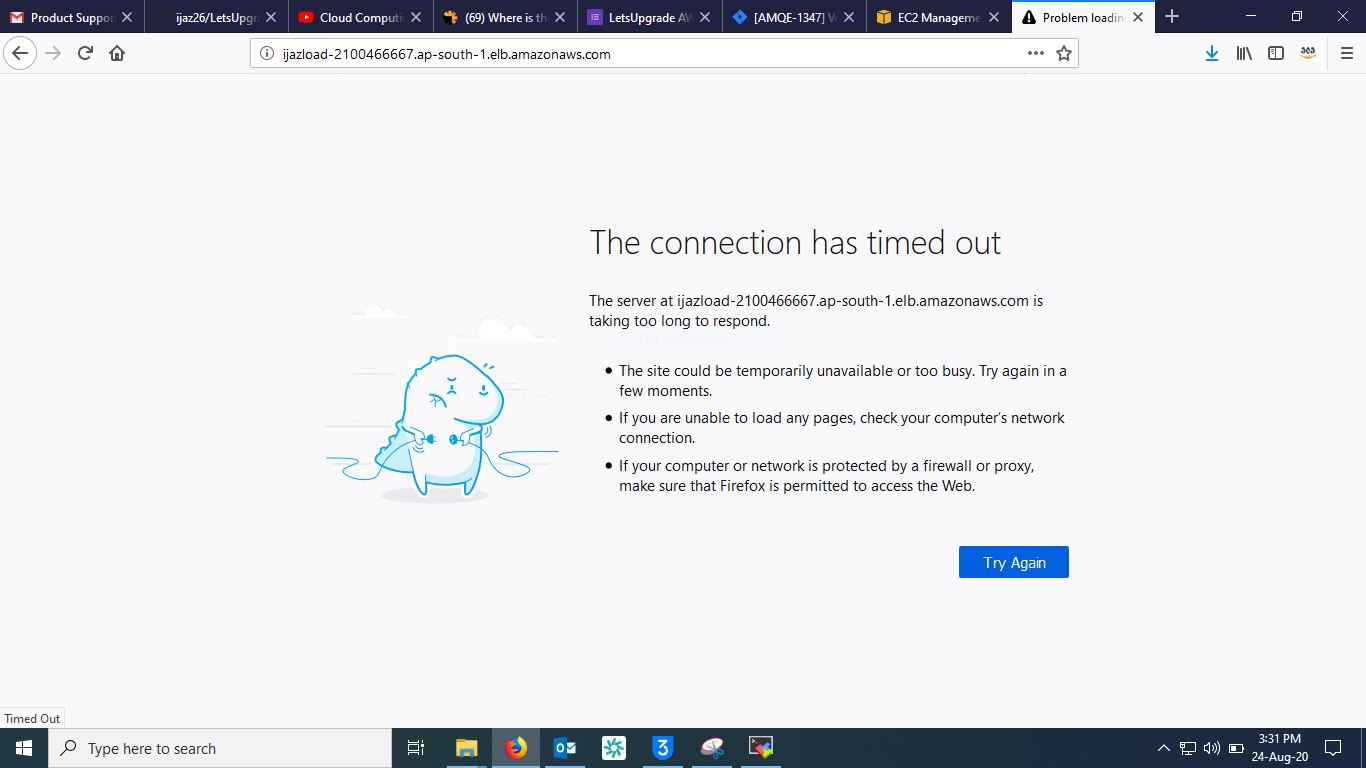 Product Suppor
ijaz26/LetsUpgr
Cloud Computi
(69) Where is th
LetsUpgrade AW
[AMQE-1347] V
EC2 Manageme
Problem loadin
ijazload-2100466667.ap-south-1.elb.amazonaws.com
The connection has timed out
The server at ijazload-2100466667.ap-south-1.elb.amazonaws.com is
taking too long to respond.
Full-screen Snip
The site could be temporarily unavailable or too busy. Try again in a
few moments.
If you are unable to load any pages, check your computer’s network
connection.
If your computer or network is protected by a firewall or proxy,
make sure that Firefox is permitted to access the Web.
Try Again
Timed Out
Type here to search
3:31 PM
24-Aug-20